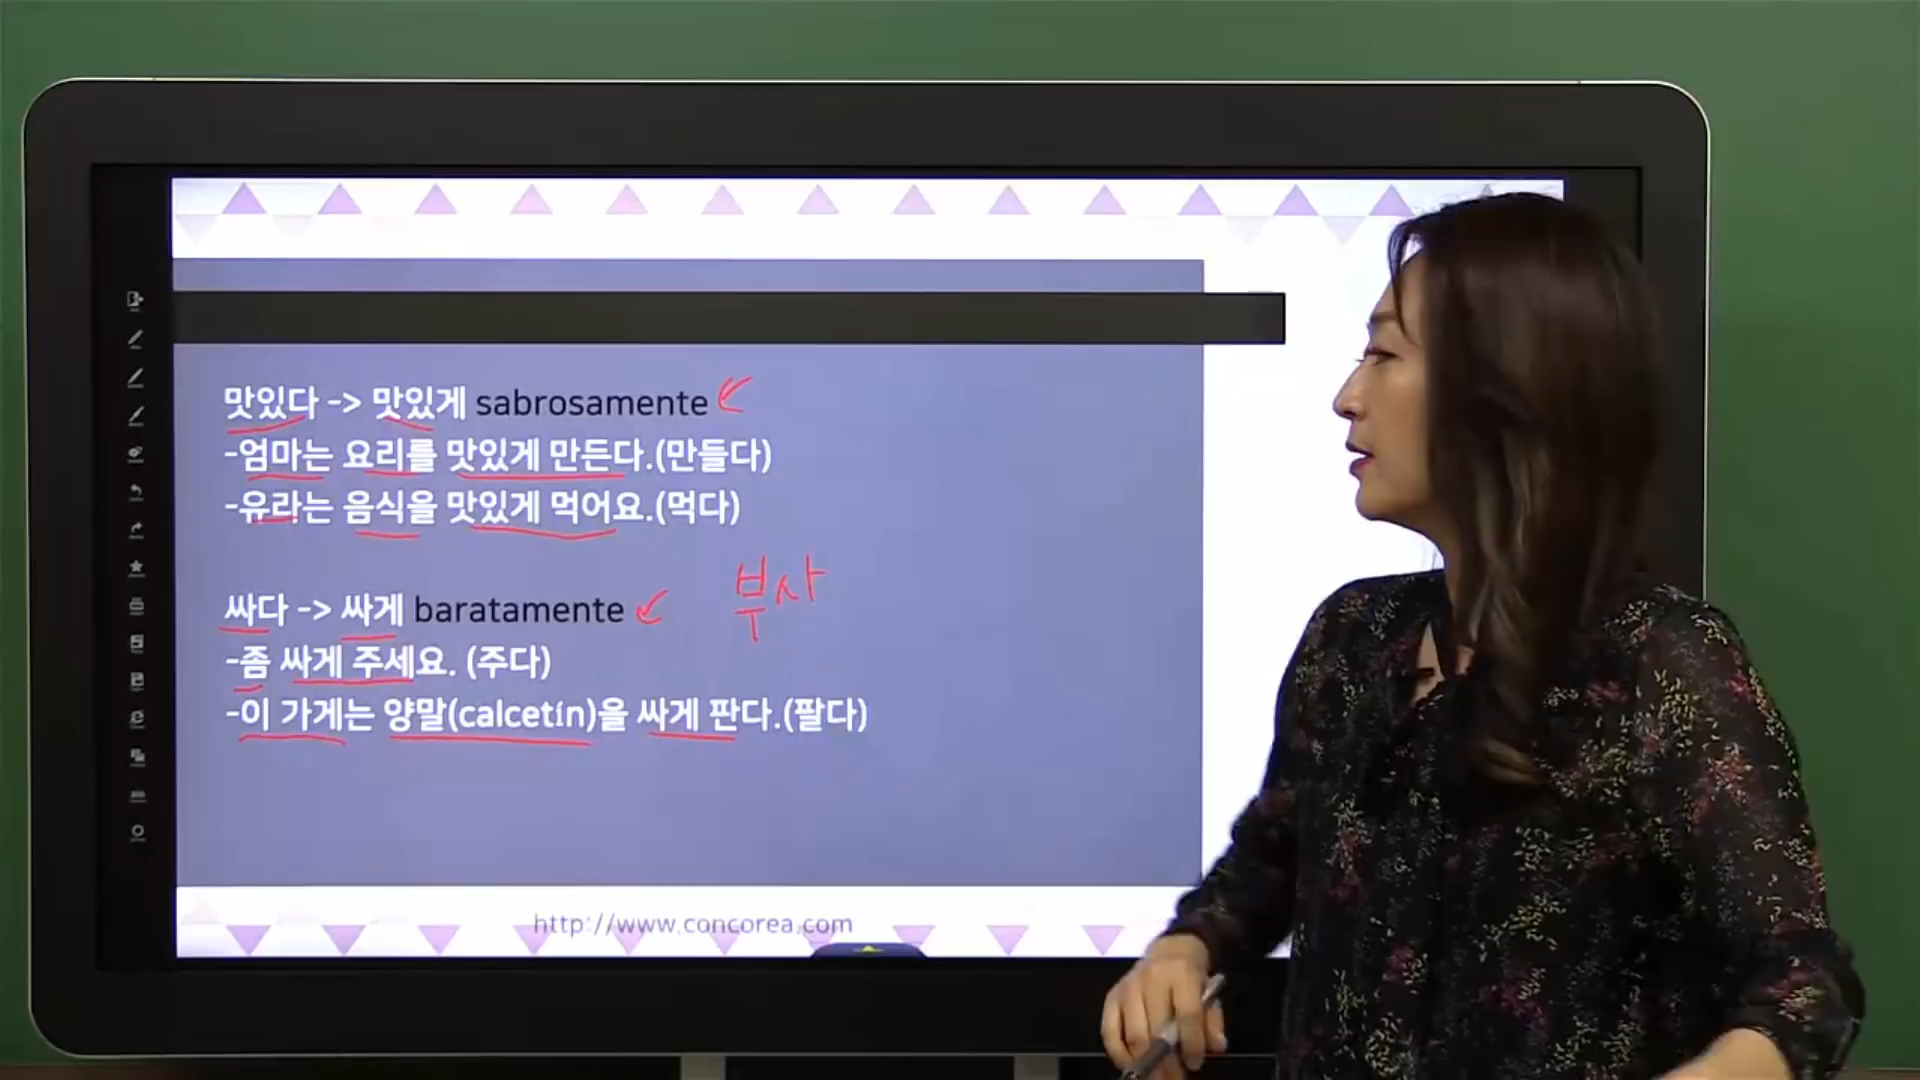 맛있다 -> 맛있게 sabrosamente
-엄마는 요리를 맛있게 만든다.(만들다)
-유라는 음식을 맛있게 먹어요.(먹다)
부사
싸다 -> 싸게 baratamente
-좀 싸게 주세요. (주다)
-이 가게는 양말(calcetín)을 싸게 판다.(팔다)
http://www.concorea.com